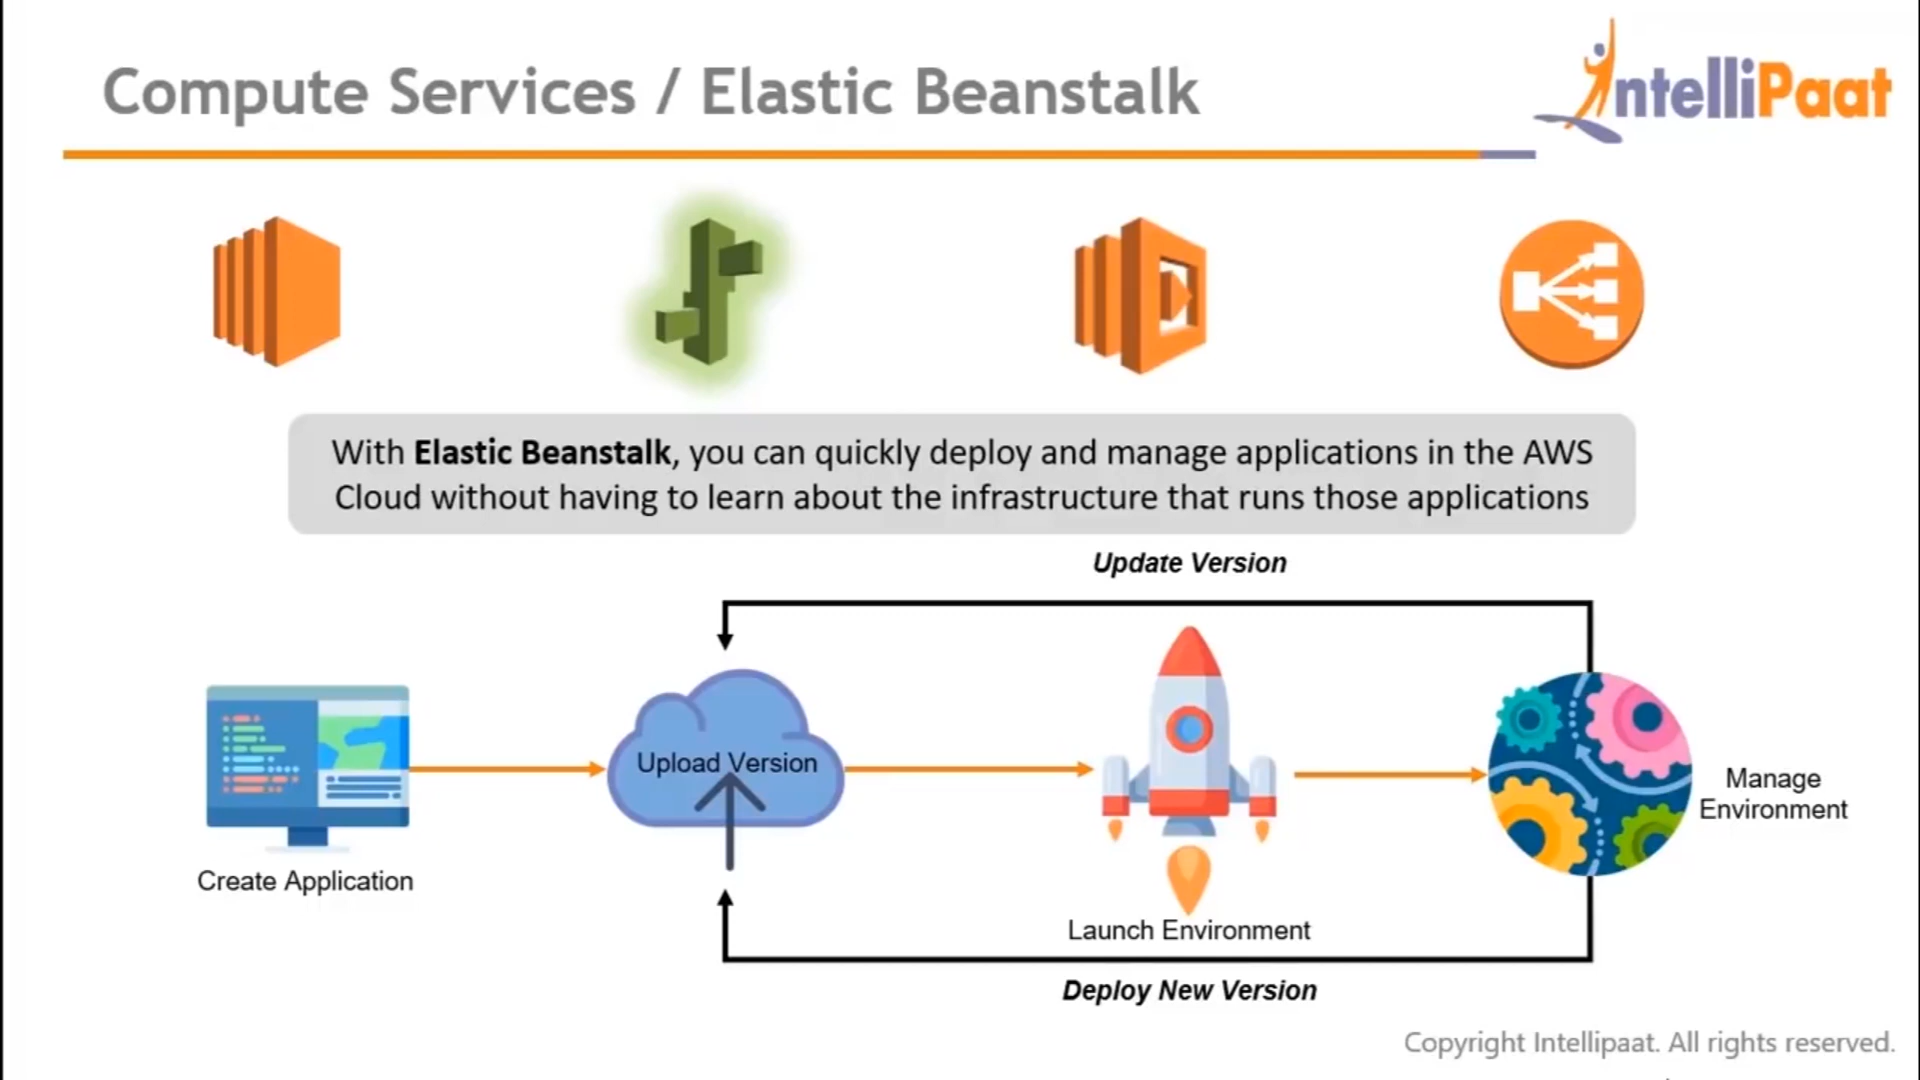 Compute Services / Elastic Beanstalk
IntelliPaat
With Elastic Beanstalk, you can quickly deploy and manage applications in the AWS
Cloud without having to learn about the infrastructure that runs those applications
Update Version
Upload Version
Manage
Environment
Create Application
Launch Environment
Deploy New Version
Copyright Intellipaat. All rights reserved.